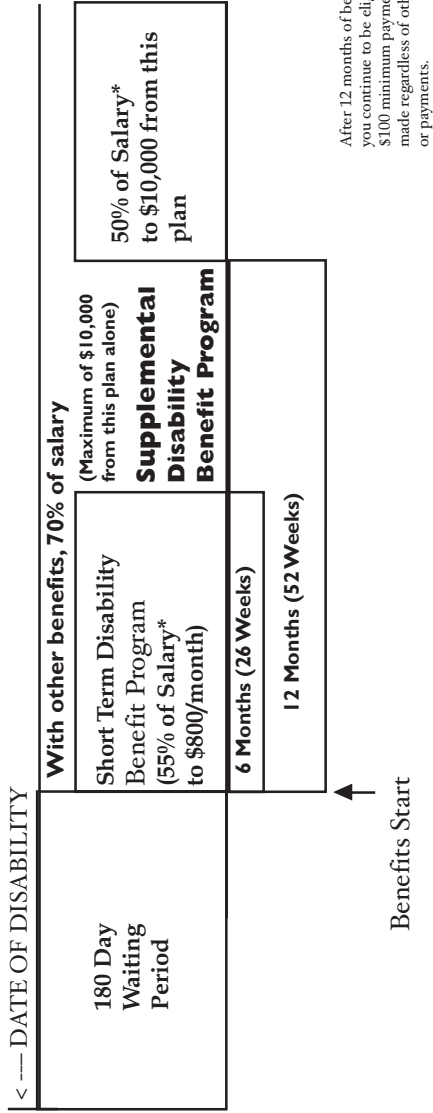 < --- DATE OF DISABILITY
180 Day
Waiting
Period
With other benefits, 70% of salary
Short Term Disability
Benefit Program
(55% of Salary*
to $800/month)
(Maximum of $10,000
from this plan alone)
Supplemental
Disability
Benefit Program
50% of Salary*
to $10,000 from this
plan
6 Months (26 Weeks)
12 Months (52 Weeks)
Benefits Start
After 12 months of be
you continue to be elig
$100 minimum payme
made regardless of oth
or payments.